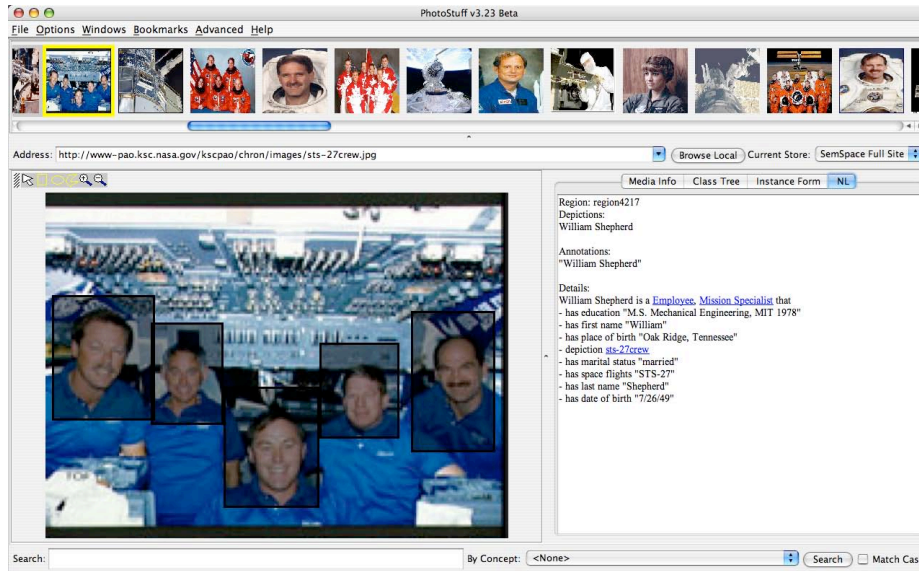 PhotoStuff v3.23 Beta
File Options Windows Bookmarks Advanced Help
Address: http://www-pao.ksc.nasa.gov/kscpao/chron/images/sts-27crew.jpg
Browse Local
Current Store:
SemSpace Full Site
Media Info
Class Tree
Instance Form
NL
Region: region4217
Depictions:
William Shepherd
Annotations:
"William Shepherd"
Details:
William Shepherd is a Employee, Mission Specialist that
- has education "M.S. Mechanical Engineering, MIT 1978"
- has first name "William"
- has place of birth "Oak Ridge, Tennessee"
- depiction sts-27crew
- has marital status "married"
- has space flights "STS-27"
- has last name "Shepherd"
- has date of birth "7/26/49"
Search:
By Concept: <None>
Search
Match Cas